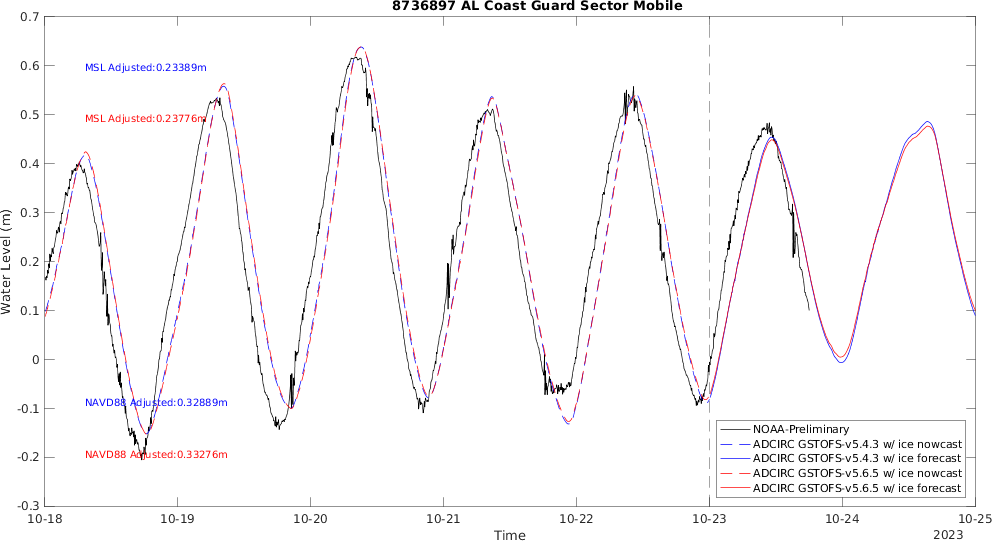 8736897 AL Coast Guard Sector Mobile
0.7
0.6
0.5
0.4
0.3
0.2
0.1
0
-0.1
-0.2
-0.3
Water Level (m)
MSL Adjusted:0.23389m
MSL Adjusted:0.23776m
NAVD88 Adjusted:0.32889m
NAVD88 Adjusted:0.33276m
NOAA-Preliminary
ADCIRC GSTOFS-v5.4.3 w/ ice nowcast
ADCIRC GSTOFS-v5.4.3 w/ ice forecast
ADCIRC GSTOFS-v5.6.5 w/ ice nowcast
ADCIRC GSTOFS-v5.6.5 w/ ice forecast
10-18 10-19 10-20 10-21 10-22 10-23 10-24 10-25
Time
2023